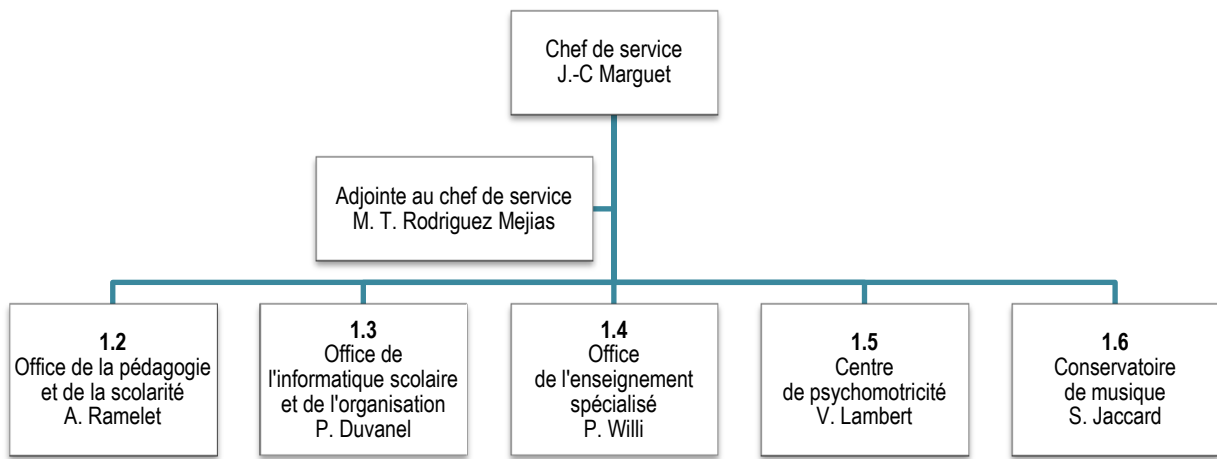 Chef de service
J.-C Marguet
Adjointe au chef de service
M. T. Rodriguez Mejias
1.2
Office de la pédagogie
et de la scolarité
A. Ramelet
1.3
Office de
l'informatique scolaire
et de l'organisation
P. Duvanel
1.4
Office
de l'enseignement
spécialisé
P. Willi
1.5
Centre
de psychomotricité
V. Lambert
1.6
Conservatoire
de musique
S. Jaccard